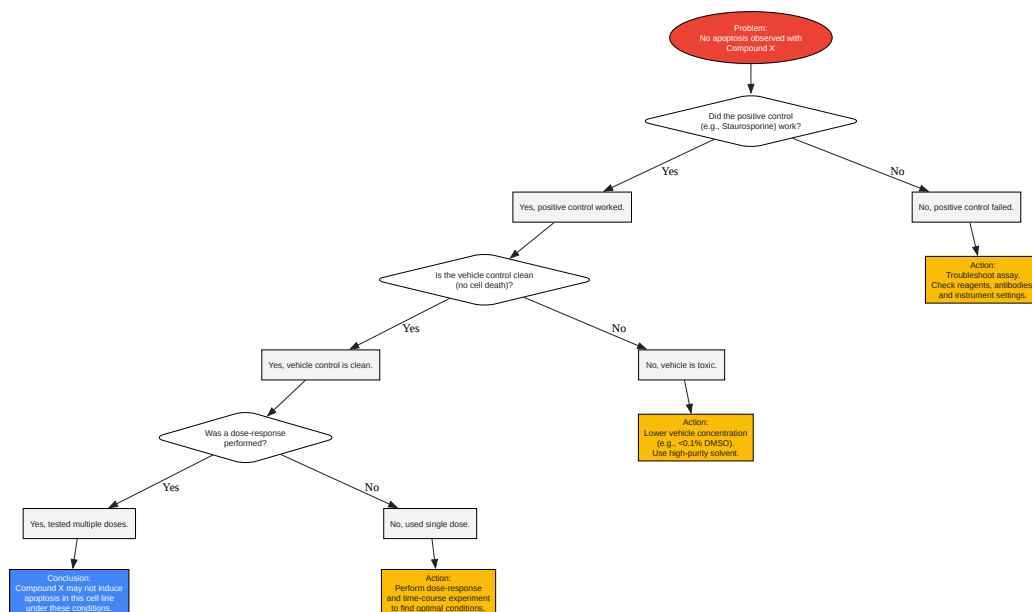 Problem:
No apoptosis observed with
Compound X
Did the positive control
(e.g., Staurosporine) work?
Yes
No
Yes, positive control worked.
No, positive control failed.
Action:
Troubleshoot assay.
Check reagents, antibodies
and instrument settings.
Is the vehicle control clean
(no cell death)?
Yes
No
Yes, vehicle control is clean.
No, vehicle is toxic.
Action:
Lower vehicle concentration
(e.g., <0.1% DMSO).
Use high-purity solvent.
Was a dose-response
performed?
Yes
No
Yes, tested multiple doses.
No, used single dose.
Conclusion:
Compound X may not induce
apoptosis in this cell line
under these conditions.
Action:
Perform dose-response
and time-course experiment
to find optimal conditions.